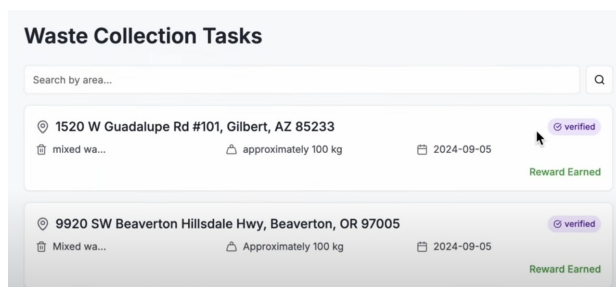 Waste Collection Tasks
Search by area...
1520 W Guadalupe Rd #101, Gilbert, AZ 85233
verified
mixed wa...
approximately 100 kg
2024-09-05
Reward Earned
9920 SW Beaverton Hillsdale Hwy, Beaverton, OR 97005
verified
Mixed wa...
Approximately 100 kg
2024-09-05
Reward Earned